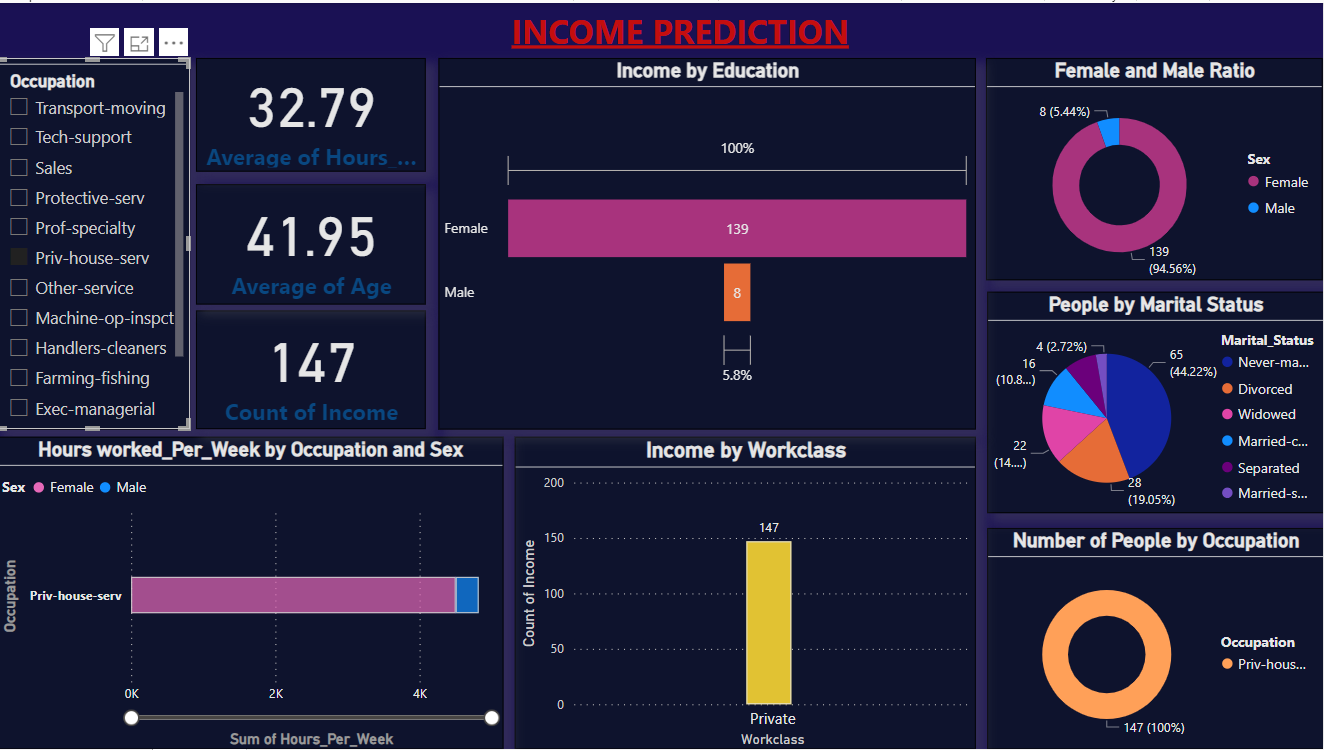 INCOME PREDICTION
Occupation
Transport-moving
Tech-support
Sales
Protective-serv
Prof-specialty
Priv-house-serv
Other-service
Machine-op-inspct
Handlers-cleaners
Farming-fishing
Exec-managerial
32.79
Average of Hours_...
41.95
Average of Age
147
Count of Income
Income by Education
100%
Female
139
Male
8
5.8%
Female and Male Ratio
8 (5.44%)
139
(94.56%)
Sex
Female
Male
People by Marital Status
4 (2.72%)
16
(10.8...)
22
(14....)
28
(19.05%)
65
(44.22%)
Marital_Status
Never-ma...
Divorced
Widowed
Married-c...
Separated
Married-s...
Hours worked_Per_Week by Occupation and Sex
Sex Female Male
Occupation
Priv-house-serv
0K 2K 4K
Sum of Hours_Per_Week
Income by Workclass
Count of Income
200
150
100
50
0
147
Private
Workclass
Number of People by Occupation
Occupation
Priv-hous...
147 (100%)